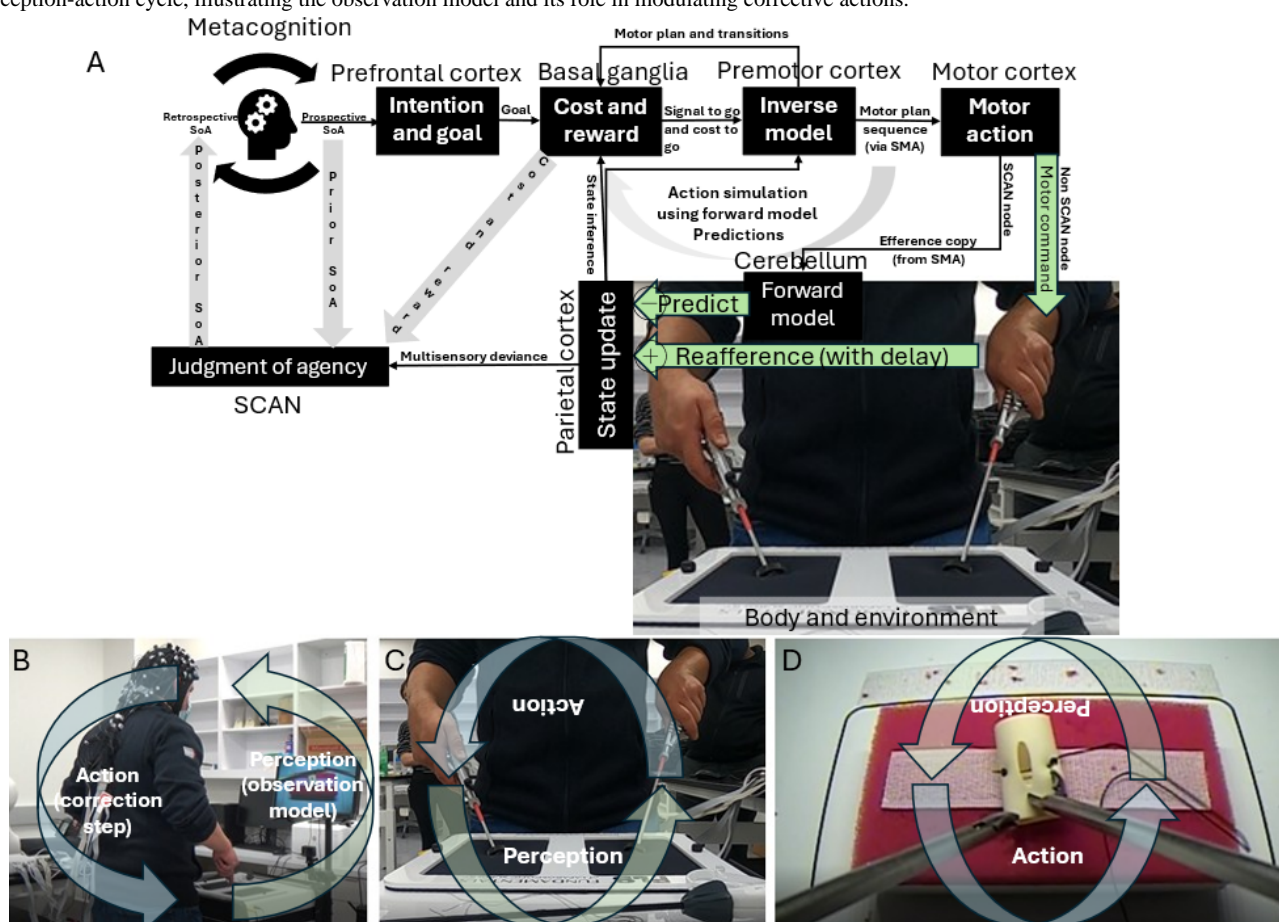 ception-action cycle, illustrating the observation model and its role in modulating corrective actions.
A
Metacognition
Motor plan and transitions
Prefrontal cortex
Basal ganglia
Premotor cortex
Motor cortex
Retrospective
SoA
Prospective
SoA
Intention
and goal
Goal
Cost and
reward
Signal to go
and cost to
go
Inverse
model
Motor plan
sequence
(via SMA)
Motor
action
Posterior SoA
Prior SoA
Cost and reward
State inference
Action simulation
using forward model
Predictions
SCAN node
Motor command
Non SCAN node
Efference copy
(from SMA)
Cerebellum
Forward
model
Predict
−
+
Reafference (with delay)
State update
Parietal cortex
Multisensory deviance
Judgment of agency
SCAN
Body and environment
B
Action
(correction
step)
Perception
(observation
model)
C
Action
Perception
FUNDAMENTALS
D
Perception
Action